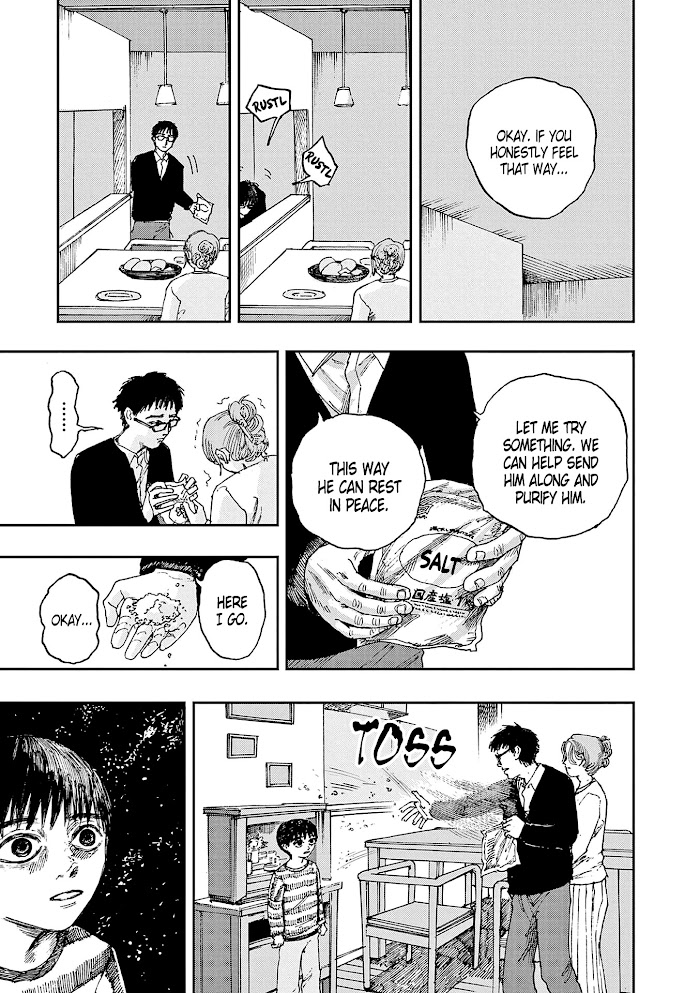 OKAY. IF YOU
HONESTLY FEEL
THAT WAY...
RUSTL
RUSTL
LET ME TRY
SOMETHING. WE
CAN HELP SEND
HIM ALONG AND
PURIFY HIM.
THIS WAY
HE CAN REST
IN PEACE.
SALT
国産塩
......
HERE
I GO.
OKAY...
TOSS